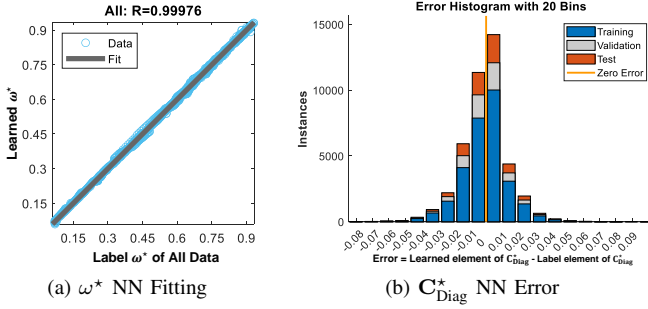 All: R=0.99976
0.9
0.75
0.6
0.45
0.3
0.15
Learned ω*
Data
Fit
0.15 0.3 0.45 0.6 0.75 0.9
Label ω* of All Data
(a) ω* NN Fitting
Error Histogram with 20 Bins
15000
10000
5000
0
Instances
Training
Validation
Test
Zero Error
-0.08 -0.07 -0.06 -0.05 -0.04 -0.03 -0.02 -0.01 0 0.01 0.02 0.02 0.03 0.04 0.05 0.06 0.07 0.08 0.09
Error = Learned element of C*Diag - Label element of C*Diag
(b) C*Diag NN Error